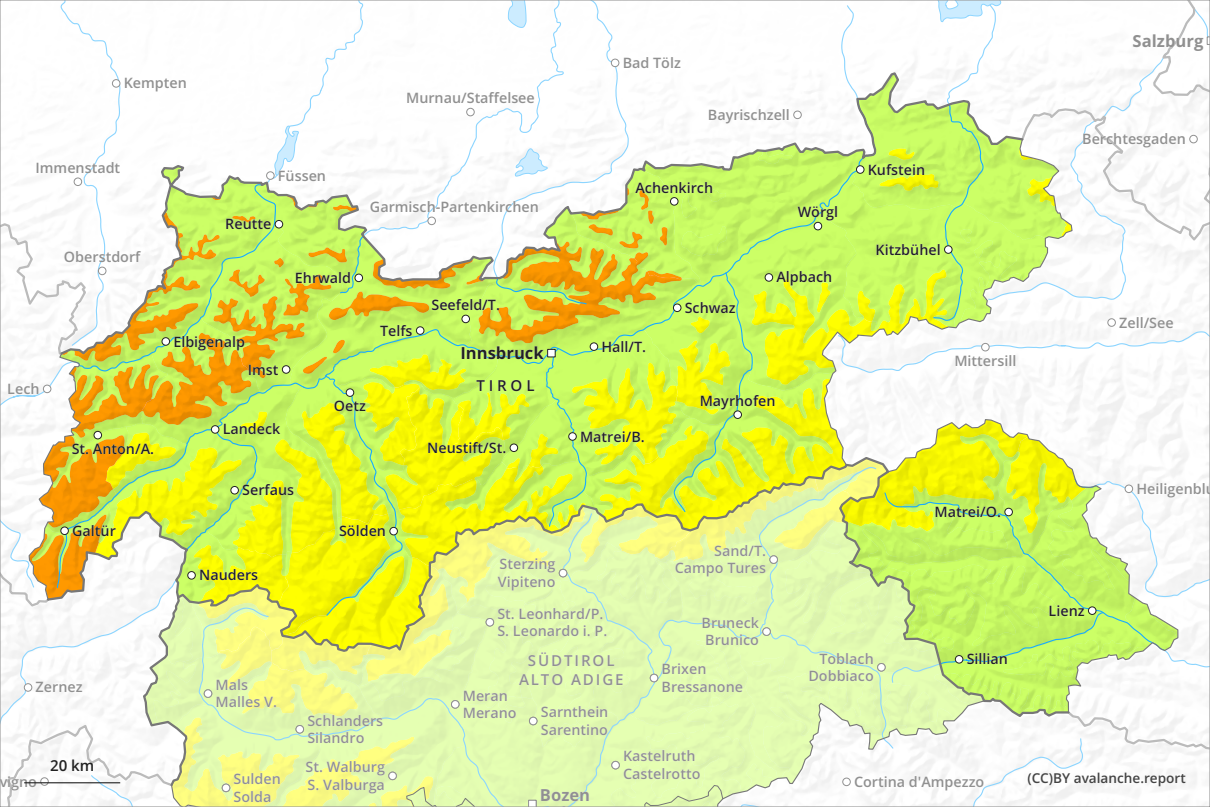 Salzburg
Bad Tölz
Kempten
Murnau/Staffelsee
Bayrischzell
Berchtesgaden
Immenstadt
Füssen
Kufstein
Achenkirch
Garmisch-Partenkirchen
Wörgl
Reutte
Kitzbühel
Oberstdorf
Ehrwald
Alpbach
Seefeld/T.
Schwaz
Zell/See
Telfs
Elbigenalp
Innsbruck
Hall/T.
Mittersill
Imst
TIROL
Lech
Oetz
Mayrhofen
Landeck
Matrei/B.
St. Anton/A.
Neustift/St.
Serfaus
Heiligenblu
Matrei/O.
Galtür
Sölden
Sand/T.
Campo Tures
Sterzing
Vipiteno
Nauders
St. Leonhard/P.
S. Leonardo i. P.
Lienz
Bruneck
Brunico
SÜDTIROL
ALTO ADIGE
Sillian
Toblach
Dobbiaco
Brixen
Bressanone
Zernez
Mals
Malles V.
Meran
Merano
Sarnthein
Sarentino
Schlanders
Silandro
Kastelruth
Castelrotto
20 km
St. Walburg
S. Valburga
vigno
Sulden
Solda
Cortina d'Ampezzo
(CC)BY avalanche.report
Bozen